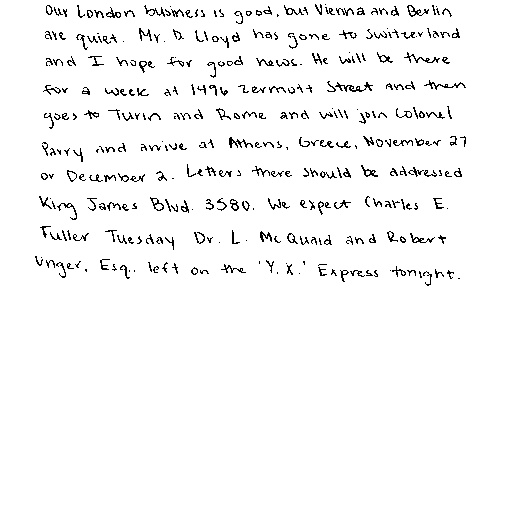 Our London business is good, but Vienna and Berlin
are quiet. Mr. D. Lloyd has gone to Switzerland
and I hope for good news. He will be there
for a week at 1496 Zermott Street and then
goes to Turin and Rome and will join Colonel
Parry and arrive at Athens, Greece, November 27
or December 2. Letters there should be addressed
King James Blvd. 3580. We expect Charles E.
Fuller Tuesday Dr. L. McQuaid and Robert
Unger, Esq., left on the 'Y.X.' Express tonight.